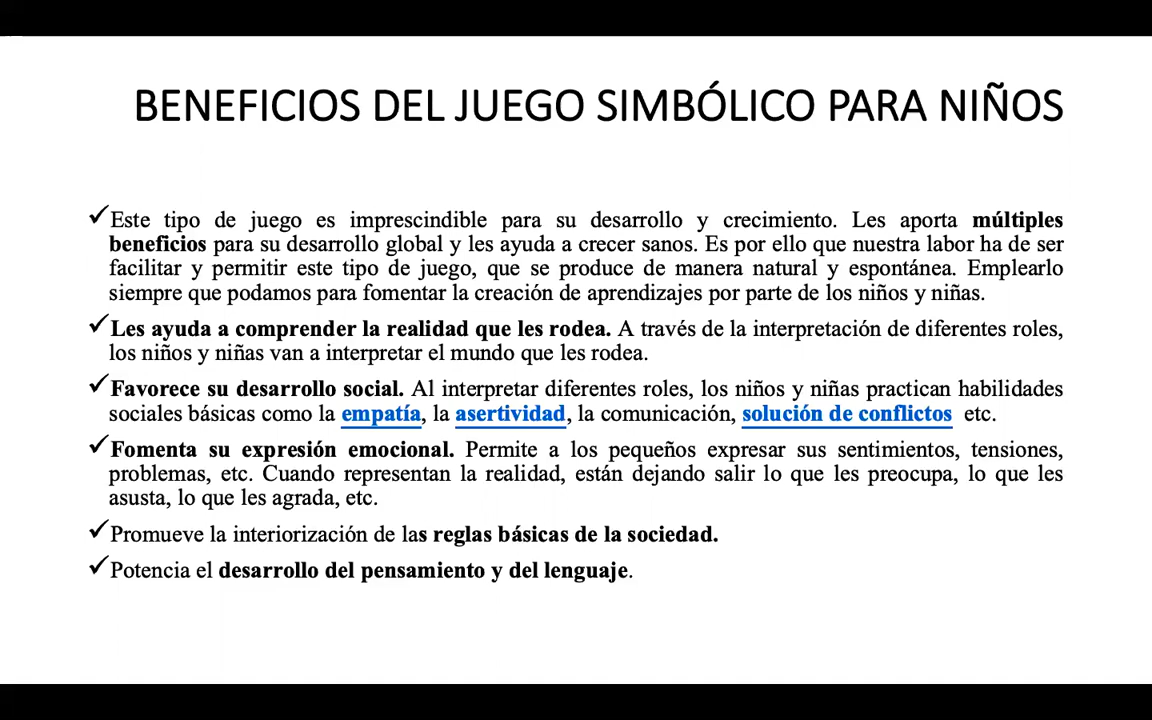 BENEFICIOS DEL JUEGO SIMBÓLICO PARA NIÑOS
✓Este tipo de juego es imprescindible para su desarrollo y crecimiento. Les aporta múltiples
beneficios para su desarrollo global y les ayuda a crecer sanos. Es por ello que nuestra labor ha de ser
facilitar y permitir este tipo de juego, que se produce de manera natural y espontánea. Emplearlo
siempre que podamos para fomentar la creación de aprendizajes por parte de los niños y niñas.
✓Les ayuda a comprender la realidad que les rodea. A través de la interpretación de diferentes roles,
los niños y niñas van a interpretar el mundo que les rodea.
✓Favorece su desarrollo social. Al interpretar diferentes roles, los niños y niñas practican habilidades
sociales básicas como la empatía, la asertividad, la comunicación, solución de conflictos etc.
✓Fomenta su expresión emocional. Permite a los pequeños expresar sus sentimientos, tensiones,
problemas, etc. Cuando representan la realidad, están dejando salir lo que les preocupa, lo que les
asusta, lo que les agrada, etc.
✓Promueve la interiorización de las reglas básicas de la sociedad.
✓Potencia el desarrollo del pensamiento y del lenguaje.